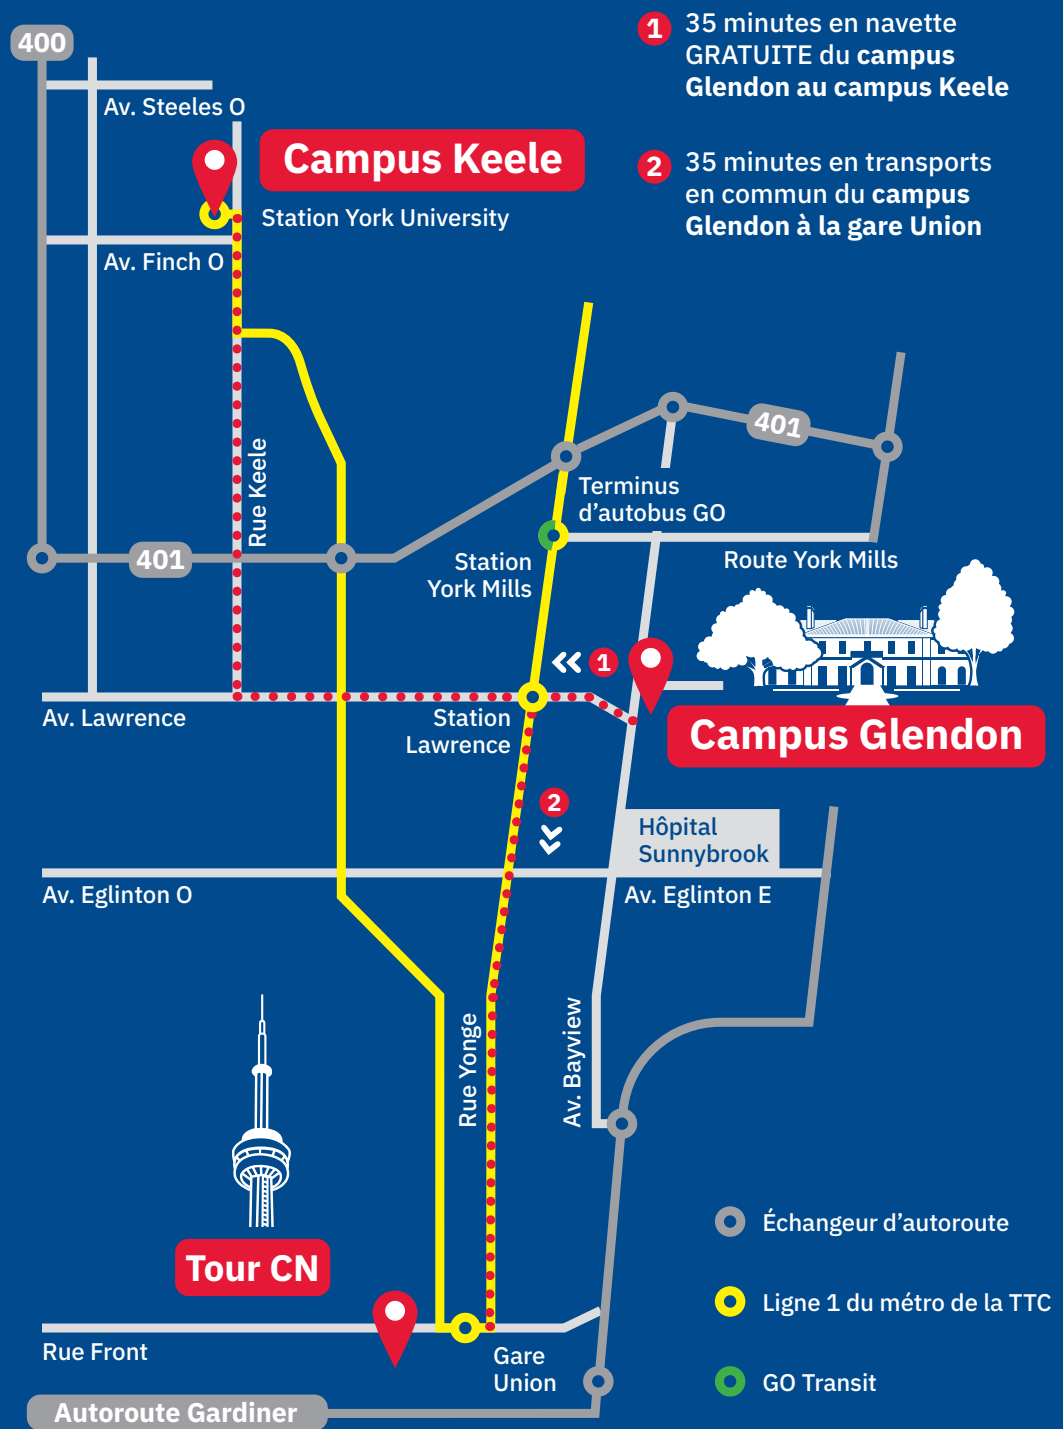 400
1 35 minutes en navette
GRATUITE du campus
Glendon au campus Keele
Av. Steeles O
Campus Keele
2 35 minutes en transports
en commun du campus
Glendon à la gare Union
Station York University
Av. Finch O
401
Rue Keele
Terminus
d’autobus GO
401
Station
York Mills
Route York Mills
1
Av. Lawrence
Station
Lawrence
Campus Glendon
2
Hôpital
Sunnybrook
Av. Eglinton O
Av. Eglinton E
Rue Yonge
Av. Bayview
Échangeur d’autoroute
Tour CN
Ligne 1 du métro de la TTC
Rue Front
Gare
Union
GO Transit
Autoroute Gardiner